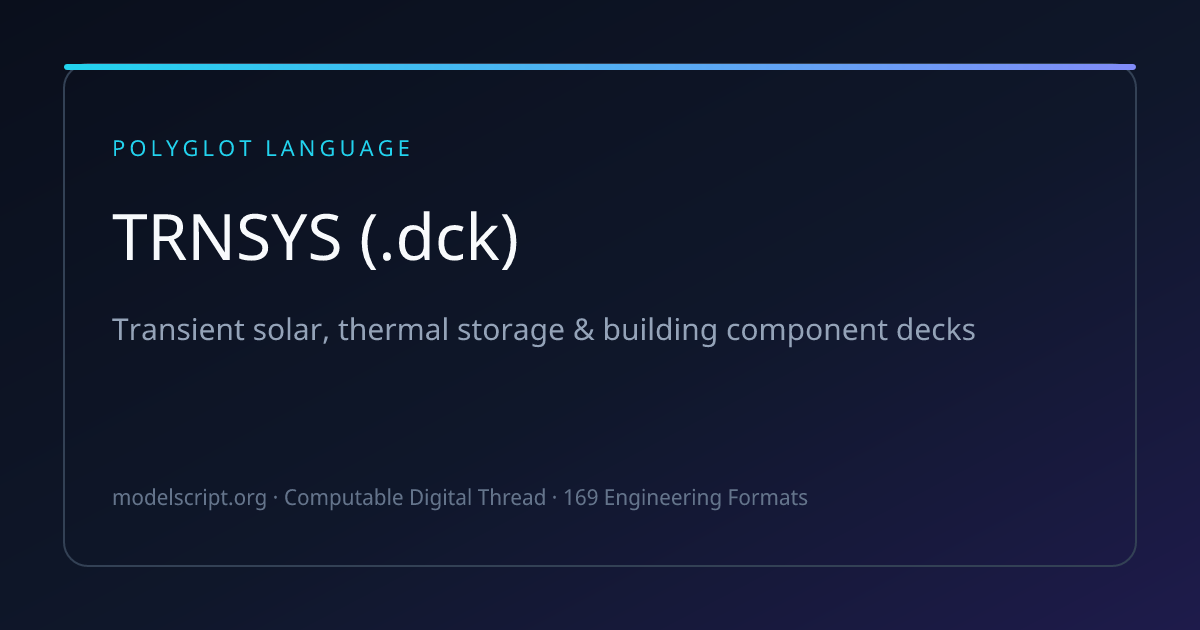 POLYGLOT LANGUAGE
TRNSYS (.dck)
Transient solar, thermal storage & building component decks
modelscript.org · Computable Digital Thread · 169 Engineering Formats